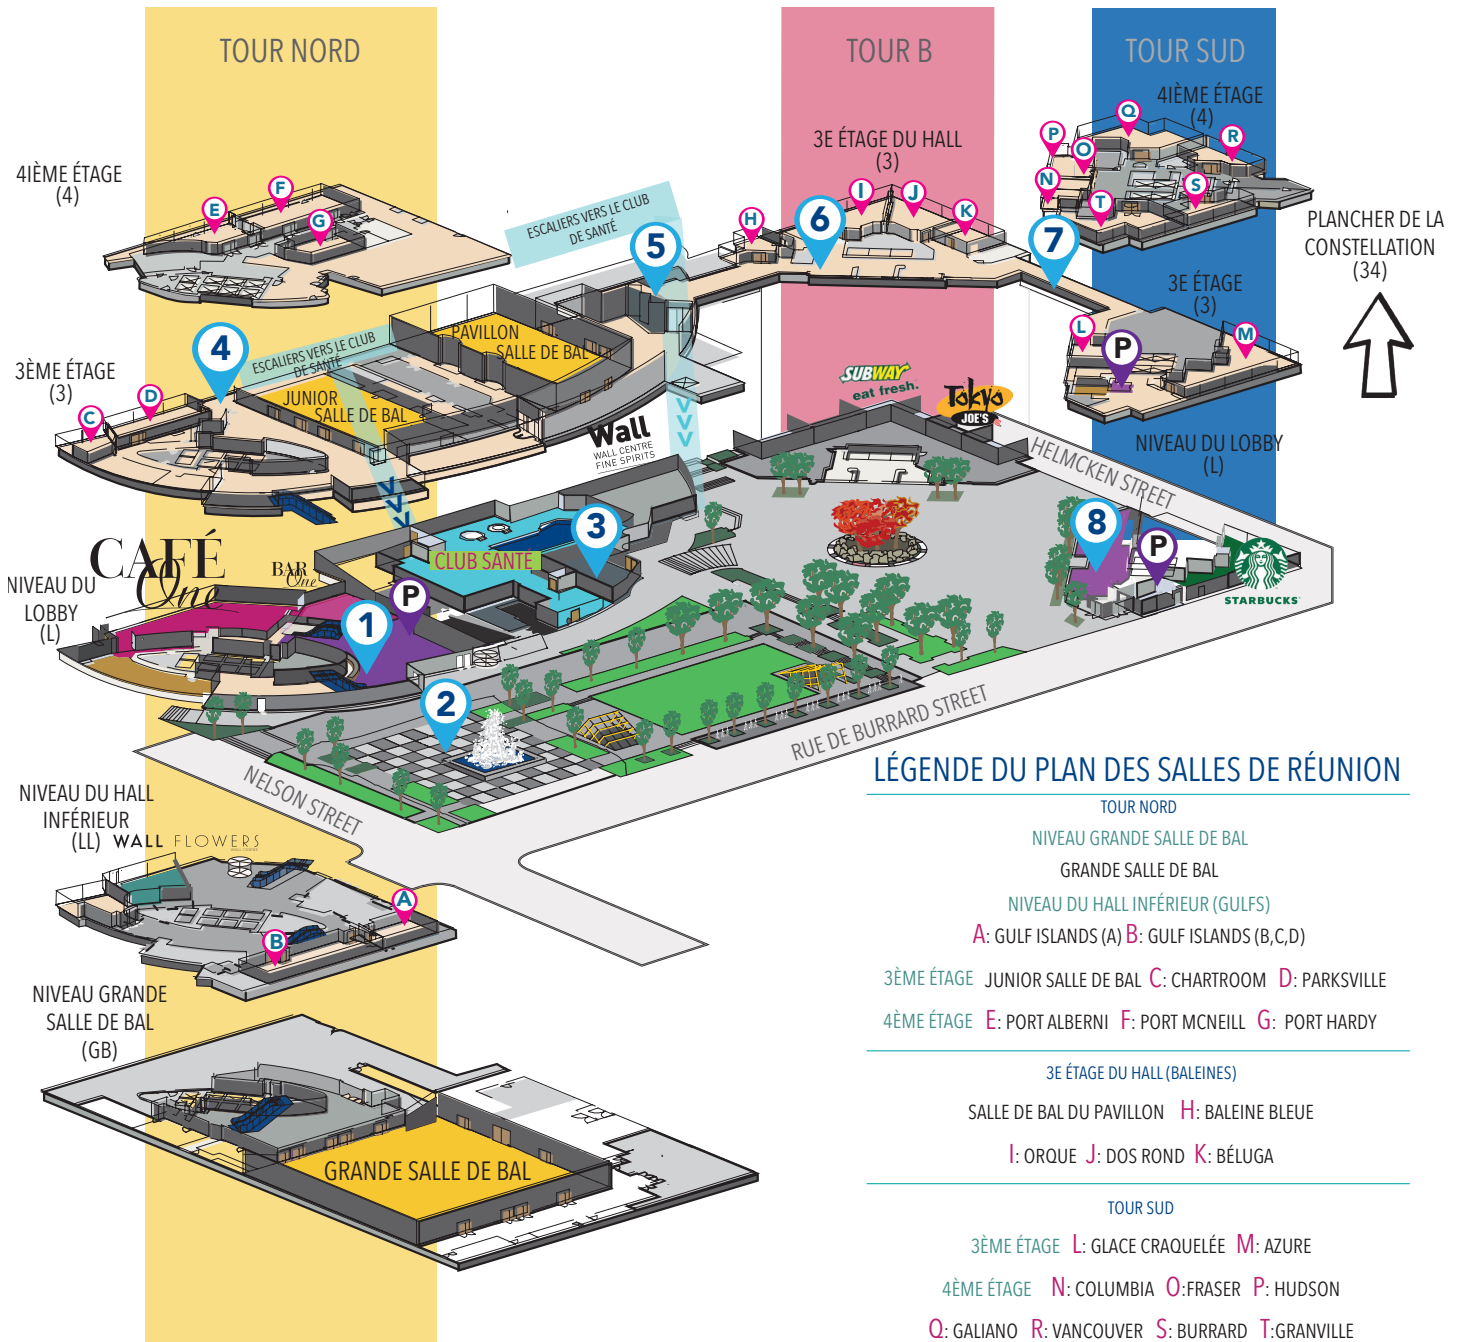 TOUR NORD
TOUR B
TOUR SUD
4IÈME ÉTAGE
(4)
E
F
G
3E ÉTAGE DU HALL
(3)
H
I
J
K
6
4IÈME ÉTAGE
(4)
P
Q
R
O
N
S
T
7
PLANCHER DE LA
CONSTELLATION
(34)
ESCALIERS VERS LE CLUB
DE SANTÉ
5
3E ÉTAGE
(3)
L
P
M
3ÈME ÉTAGE
(3)
C
D
4
ESCALIERS VERS LE CLUB
DE SANTÉ
PAVILLON
SALLE DE BAL
JUNIOR
SALLE DE BAL
SUBWAY
eat fresh.
Tokyo
JOE'S
Wall
WALL CENTRE
FINE SPIRITS
NIVEAU DU LOBBY
(L)
HELMCKEN STREET
CAFÉ
One
BAR
One
3
CLUB SANTÉ
8
P
STARBUCKS
NIVEAU DU
LOBBY
(L)
P
1
2
NELSON STREET
RUE DE BURRARD STREET
NIVEAU DU HALL
INFÉRIEUR
(LL)
WALL FLOWERS
A
B
NIVEAU GRANDE
SALLE DE BAL
(GB)
GRANDE SALLE DE BAL
LÉGENDE DU PLAN DES SALLES DE RÉUNION
TOUR NORD
NIVEAU GRANDE SALLE DE BAL
GRANDE SALLE DE BAL
NIVEAU DU HALL INFÉRIEUR (GULFS)
A: GULF ISLANDS (A) B: GULF ISLANDS (B,C,D)
3ÈME ÉTAGE JUNIOR SALLE DE BAL C: CHARTROOM D: PARKSVILLE
4ÈME ÉTAGE E: PORT ALBERNI F: PORT MCNEILL G: PORT HARDY
3E ÉTAGE DU HALL (BALEINES)
SALLE DE BAL DU PAVILLON H: BALEINE BLEUE
I: ORQUE J: DOS ROND K: BÉLUGA
TOUR SUD
3ÈME ÉTAGE L: GLACE CRAQUELÉE M: AZURE
4ÈME ÉTAGE N: COLUMBIA O:FRASER P: HUDSON
Q: GALIANO R: VANCOUVER S: BURRARD T:GRANVILLE